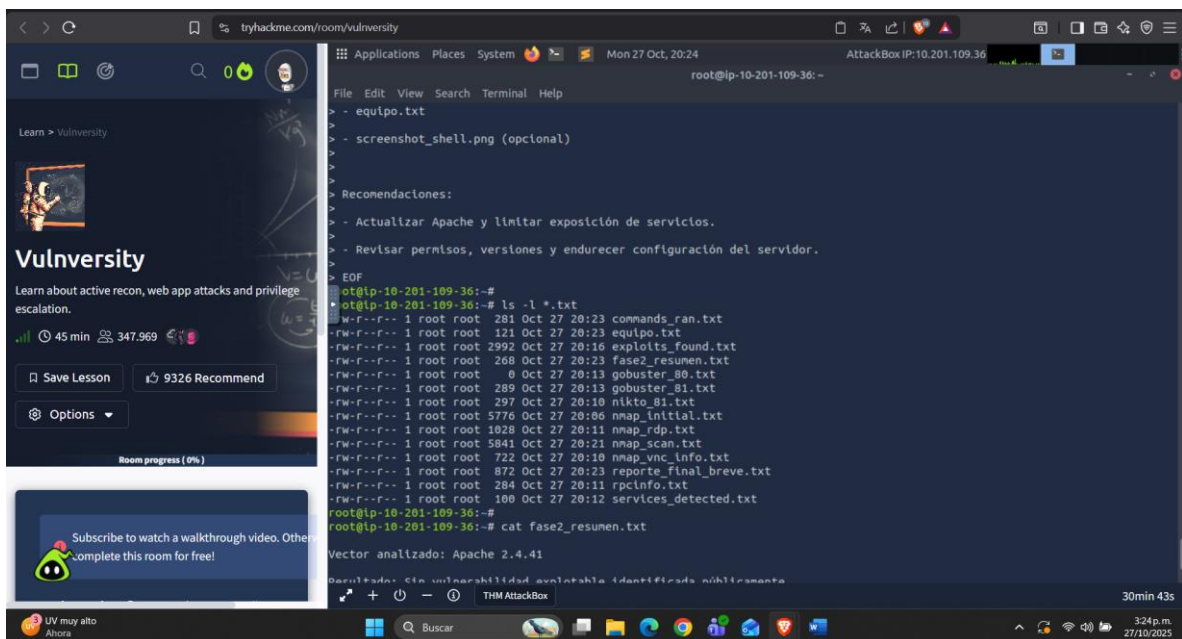 tryhackme.com/room/vulnversity
0
Learn > Vulnversity
Vulnversity
Learn about active recon, web app attacks and privilege
escalation.
45 min 347.969
Save Lesson 9326 Recommend
Options
Room progress ( 0% )
Subscribe to watch a walkthrough video. Otherw
complete this room for free!
Applications Places System Mon 27 Oct, 20:24 AttackBox IP:10.201.109.36
root@ip-10-201-109-36: ~
File Edit View Search Terminal Help
> - equipo.txt
>
> - screenshot_shell.png (opcional)
>
>
>
> Recomendaciones:
>
> - Actualizar Apache y limitar exposición de servicios.
>
> - Revisar permisos, versiones y endurecer configuración del servidor.
>
> EOF
ot@ip-10-201-109-36:~#
ot@ip-10-201-109-36:~# ls -l *.txt
w-r--r-- 1 root root 281 Oct 27 20:23 commands_ran.txt
-rw-r--r-- 1 root root 121 Oct 27 20:23 equipo.txt
-rw-r--r-- 1 root root 2992 Oct 27 20:16 exploits_found.txt
-rw-r--r-- 1 root root 268 Oct 27 20:23 fase2_resumen.txt
-rw-r--r-- 1 root root 0 Oct 27 20:13 gobuster_80.txt
-rw-r--r-- 1 root root 289 Oct 27 20:13 gobuster_81.txt
-rw-r--r-- 1 root root 297 Oct 27 20:10 nikto_81.txt
-rw-r--r-- 1 root root 5776 Oct 27 20:06 nmap_initial.txt
-rw-r--r-- 1 root root 1028 Oct 27 20:11 nmap_rdp.txt
-rw-r--r-- 1 root root 5841 Oct 27 20:21 nmap_scan.txt
-rw-r--r-- 1 root root 722 Oct 27 20:10 nmap_vnc_info.txt
-rw-r--r-- 1 root root 872 Oct 27 20:23 reporte_final_breve.txt
-rw-r--r-- 1 root root 284 Oct 27 20:11 rpcinfo.txt
-rw-r--r-- 1 root root 100 Oct 27 20:12 services_detected.txt
root@ip-10-201-109-36:~#
root@ip-10-201-109-36:~# cat fase2_resumen.txt
Vector analizado: Apache 2.4.41
Resultado: Sin vulnerabilidad explotable identificada públicamente
THM AttackBox 30min 43s
UV muy alto
Ahora
Buscar
3:24 p.m.
27/10/2025